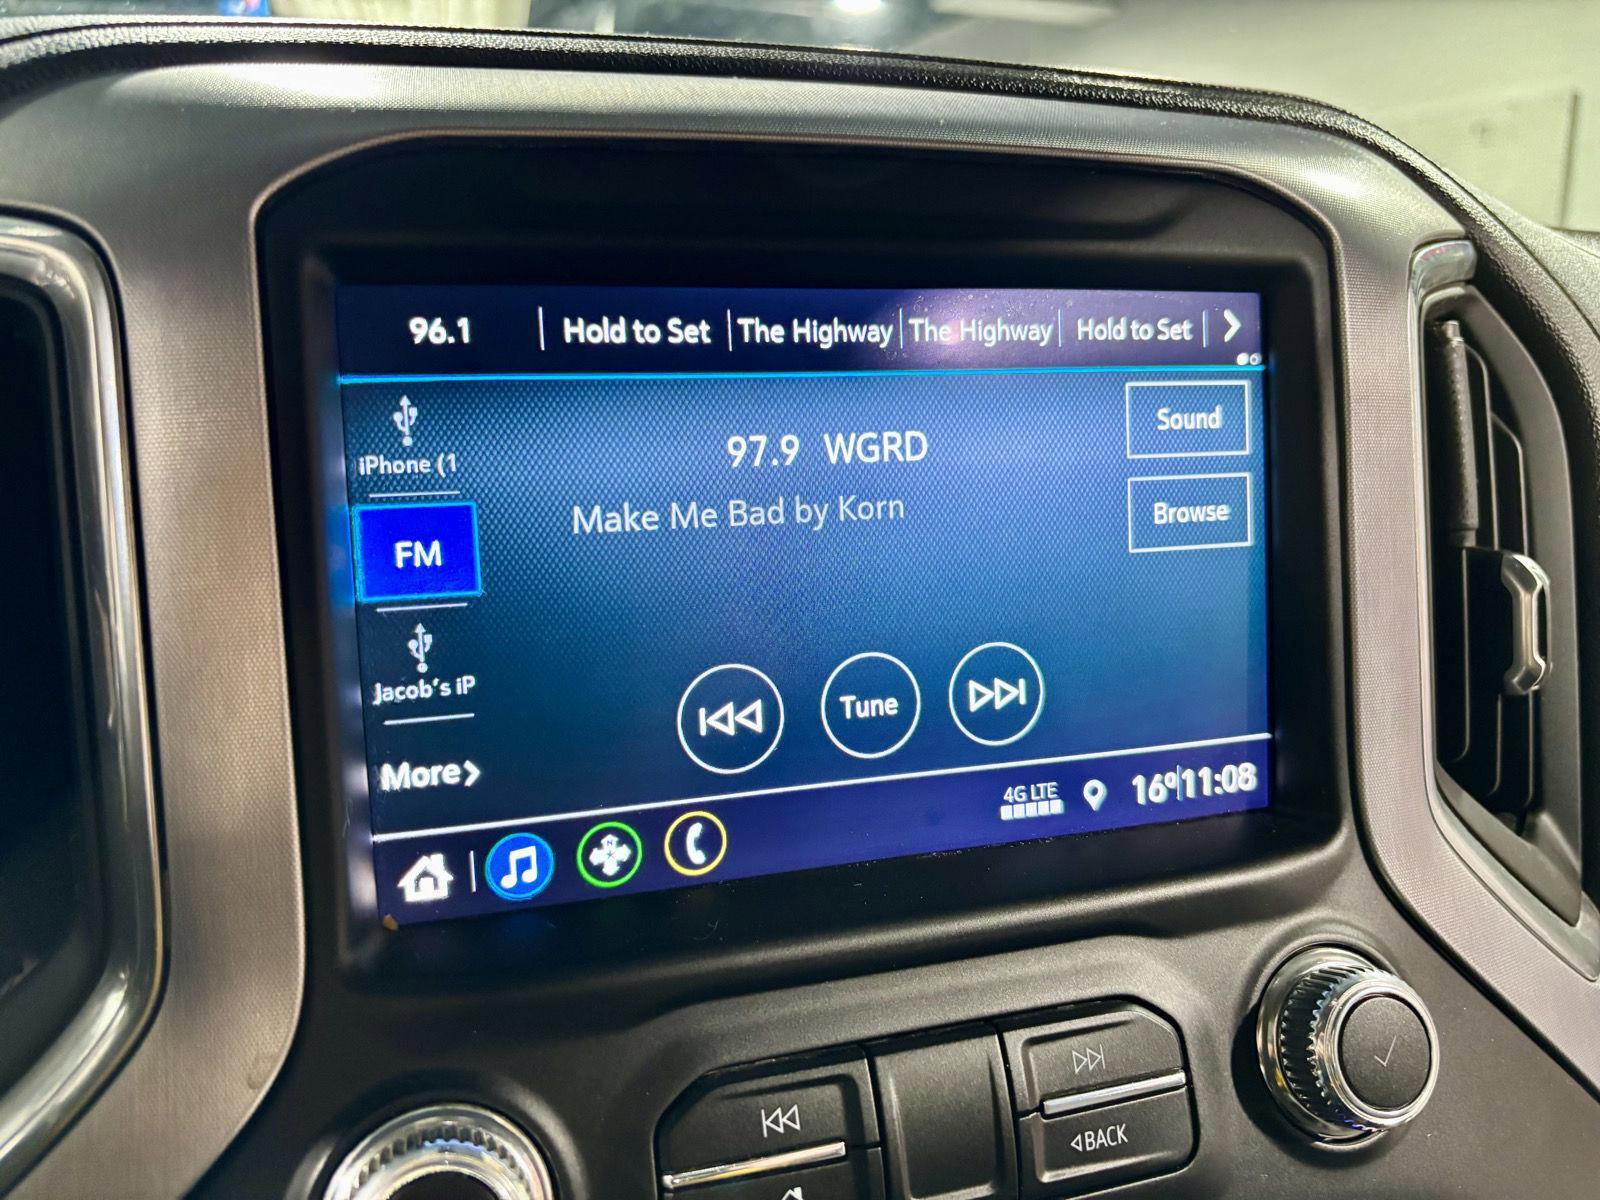 96.1 Hold to Set The Highway The Highway Hold to Set
iPhone (1
97.9 WGRD
Sound
Make Me Bad by Korn
Browse
FM
Jacob's iP
Tune
More
4G LTE
16° 11:08
BACK